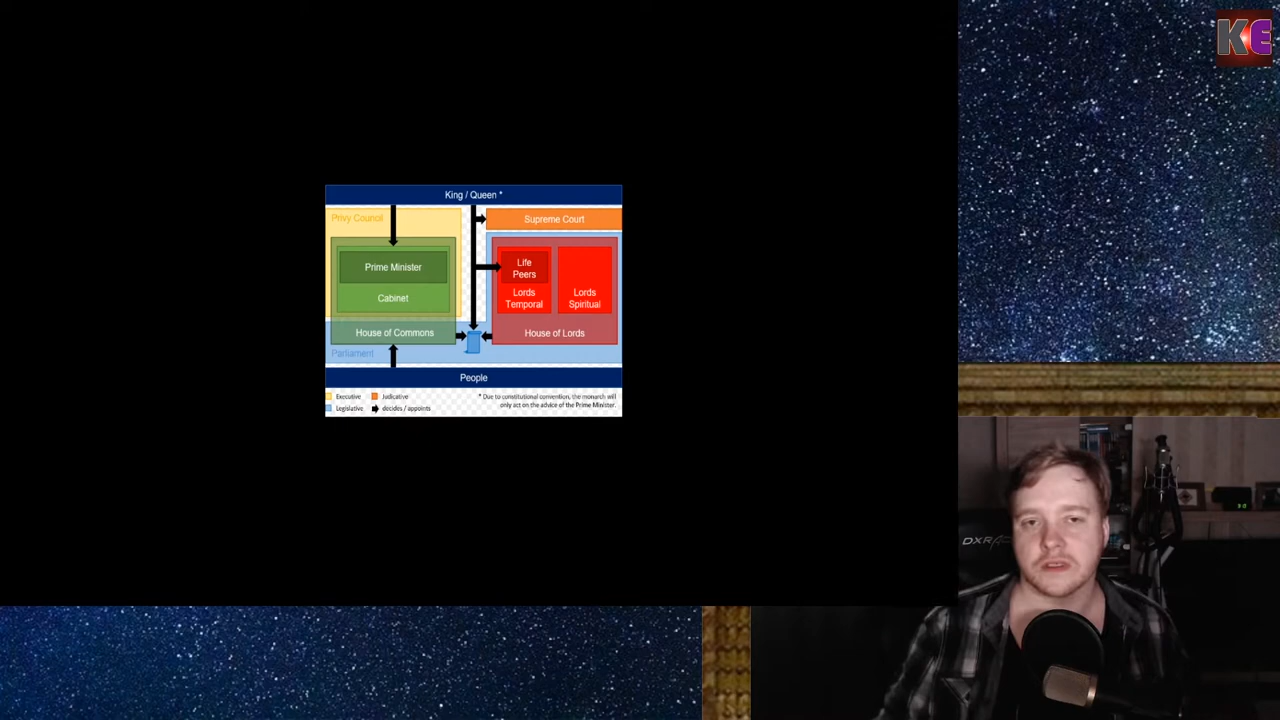 KE
King / Queen *
Privy Council
Supreme Court
Prime Minister
Life
Peers
Cabinet
Lords
Temporal
Lords
Spiritual
House of Commons
House of Lords
Parliament
People
Executive
Judicative
Legislative
decides / appoints
* Due to constitutional convention, the monarch will
only act on the advice of the Prime Minister.
DXRA